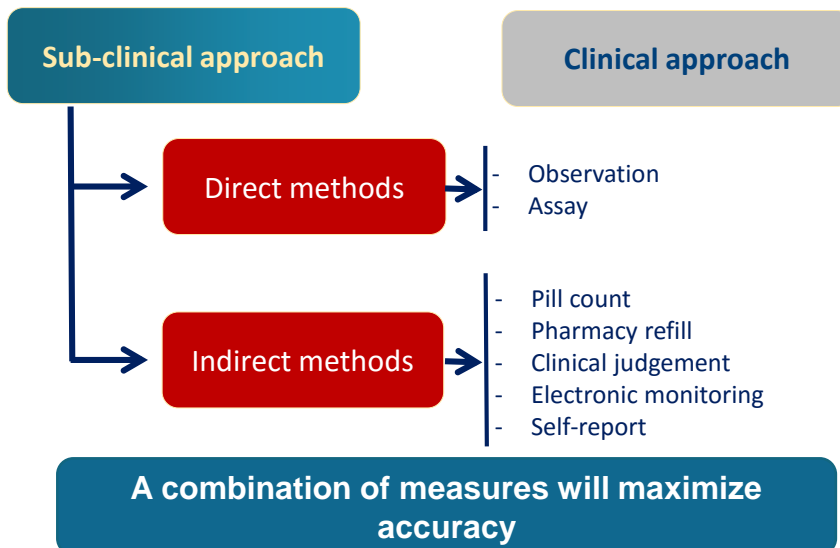 Sub-clinical approach
Clinical approach
Direct methods
- Observation
- Assay
Indirect methods
- Pill count
- Pharmacy refill
- Clinical judgement
- Electronic monitoring
- Self-report
A combination of measures will maximize
accuracy